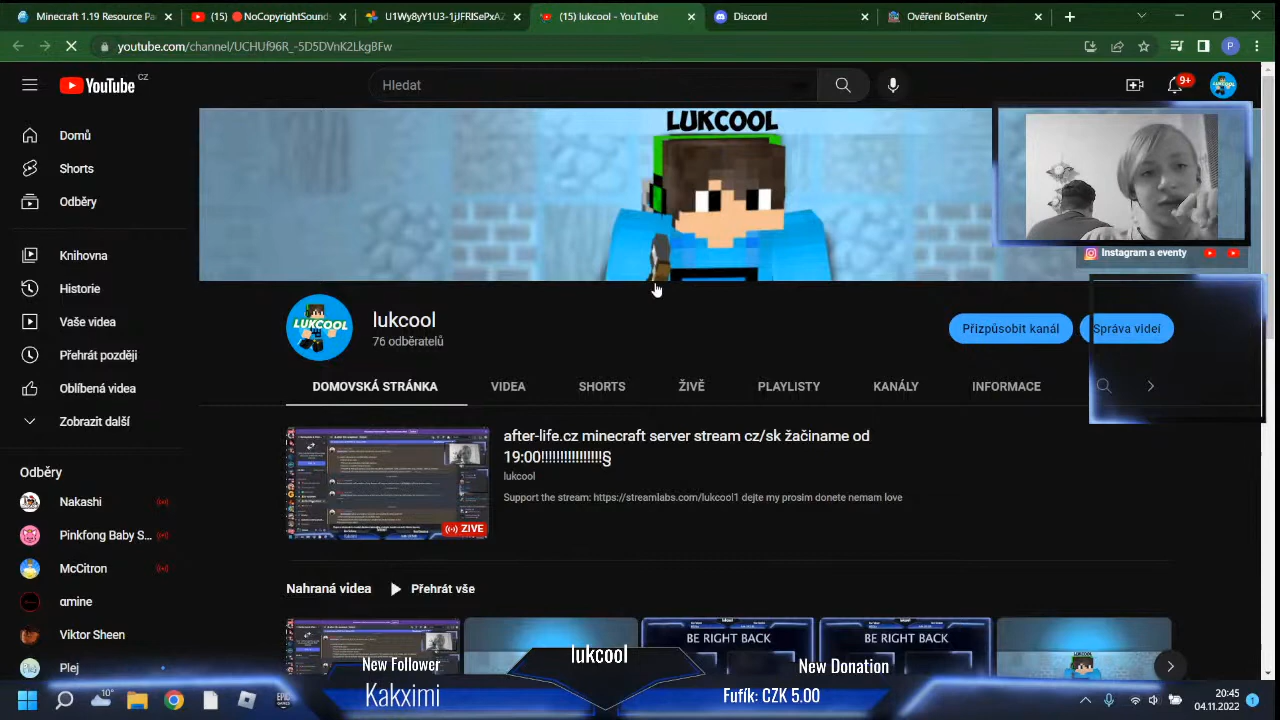 Minecraft 1.19 Resource Pa
(15) 🔴NoCopyrightSound
U1Wy8yY1U3-1jJFRlSePxAZ
(15) lukcool - YouTube
Discord
Ověření BotSentry
youtube.com/channel/UCHUf96R_-5D5DVnK2LkgBFw
P
YouTube CZ
Hledat
9+
LUKCOOL
Instagram a eventy
LUKCOOL
lukcool
76 odběratelů
Přizpůsobit kanál
Správa videí
DOMOVSKÁ STRÁNKA
VIDEA
SHORTS
ŽIVĚ
PLAYLISTY
KANÁLY
INFORMACE
Domů
Shorts
Odběry
Knihovna
Historie
Vaše videa
Přehrát později
Oblíbená videa
Zobrazit další
Odběry
Nakashi
Pinkfong Baby S...
McCitron
αmine
Viktor Sheen
Plej
after-life.cz minecraft server stream cz/sk žačiname od
19:00!!!!!!!!!!!!!!!!§
lukcool
Support the stream: https://streamlabs.com/lukcool1 dejte my prosim donete nemam love
ŽIVĚ
Nahraná videa
Přehrát vše
BE RIGHT BACK
BE RIGHT BACK
New Follower
Kakximi
lukcool
New Donation
Fufík: CZK 5.00
10°
EPIC GAMES
20:45
04.11.2022
1